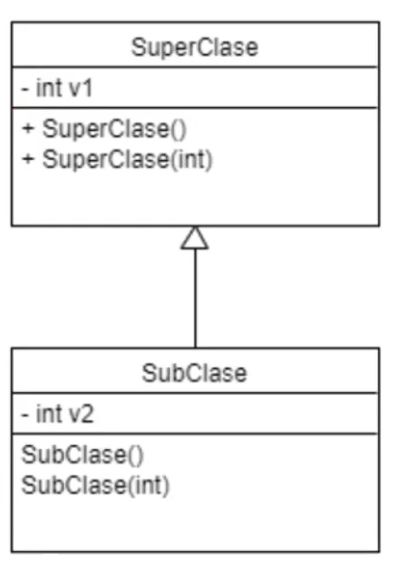 SuperClase
- int v1
+ SuperClase()
+ SuperClase(int)
SubClase
- int v2
SubClase()
SubClase(int)